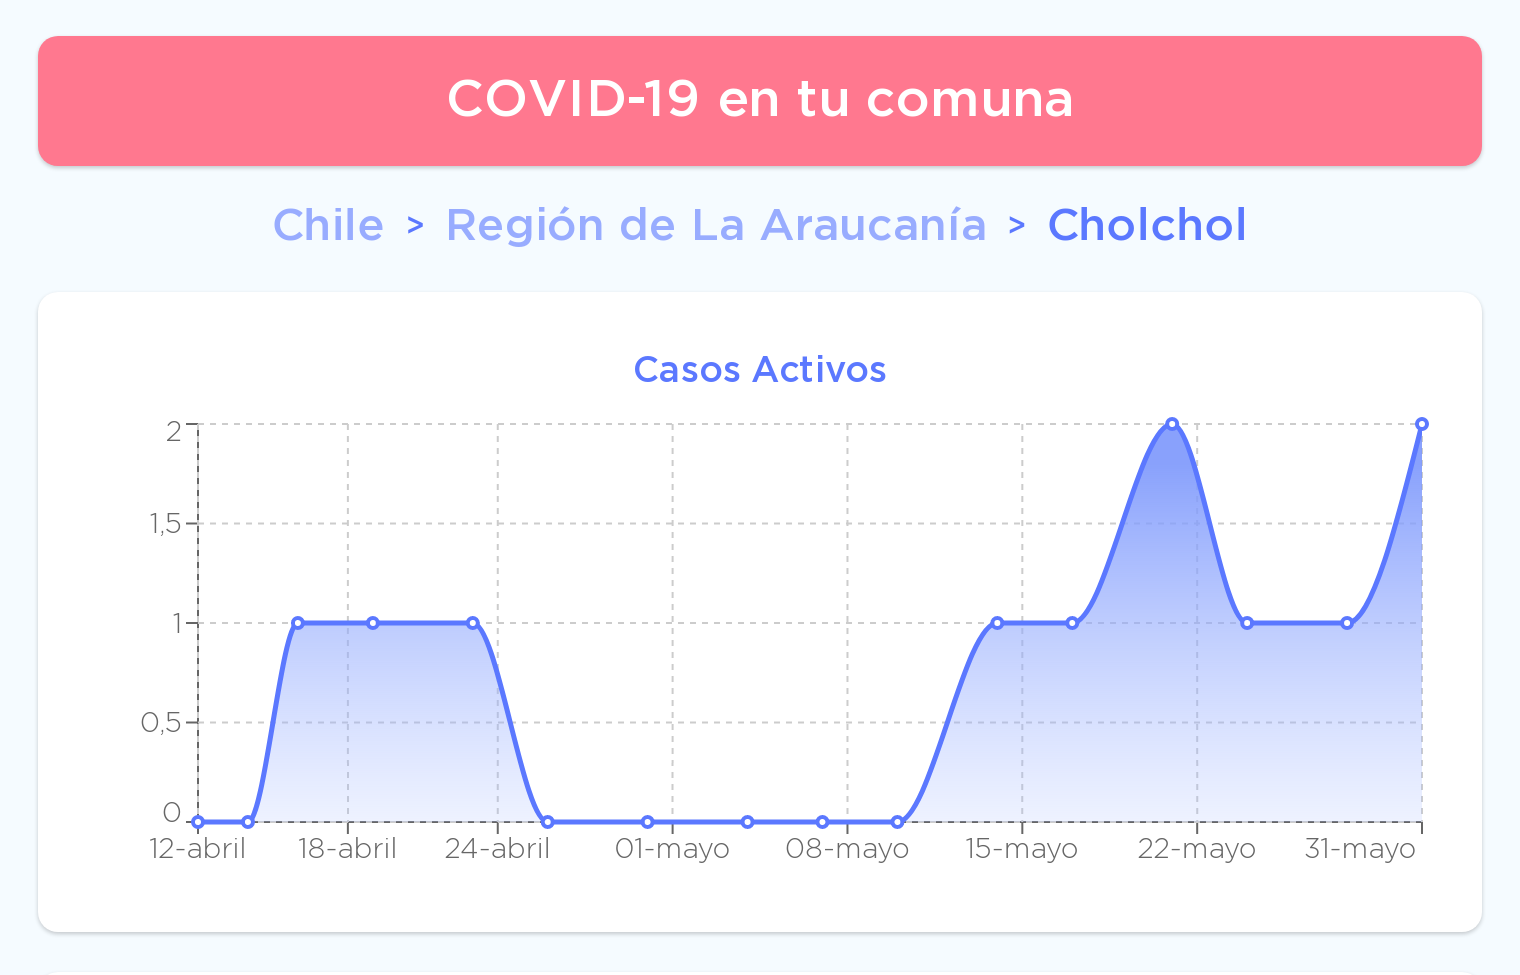 COVID-19 en tu comuna
Chile > Región de La Araucanía > Cholchol
Casos Activos
2
1,5
1
0,5
0
12-abril 18-abril 24-abril 01-mayo 08-mayo 15-mayo 22-mayo 31-mayo